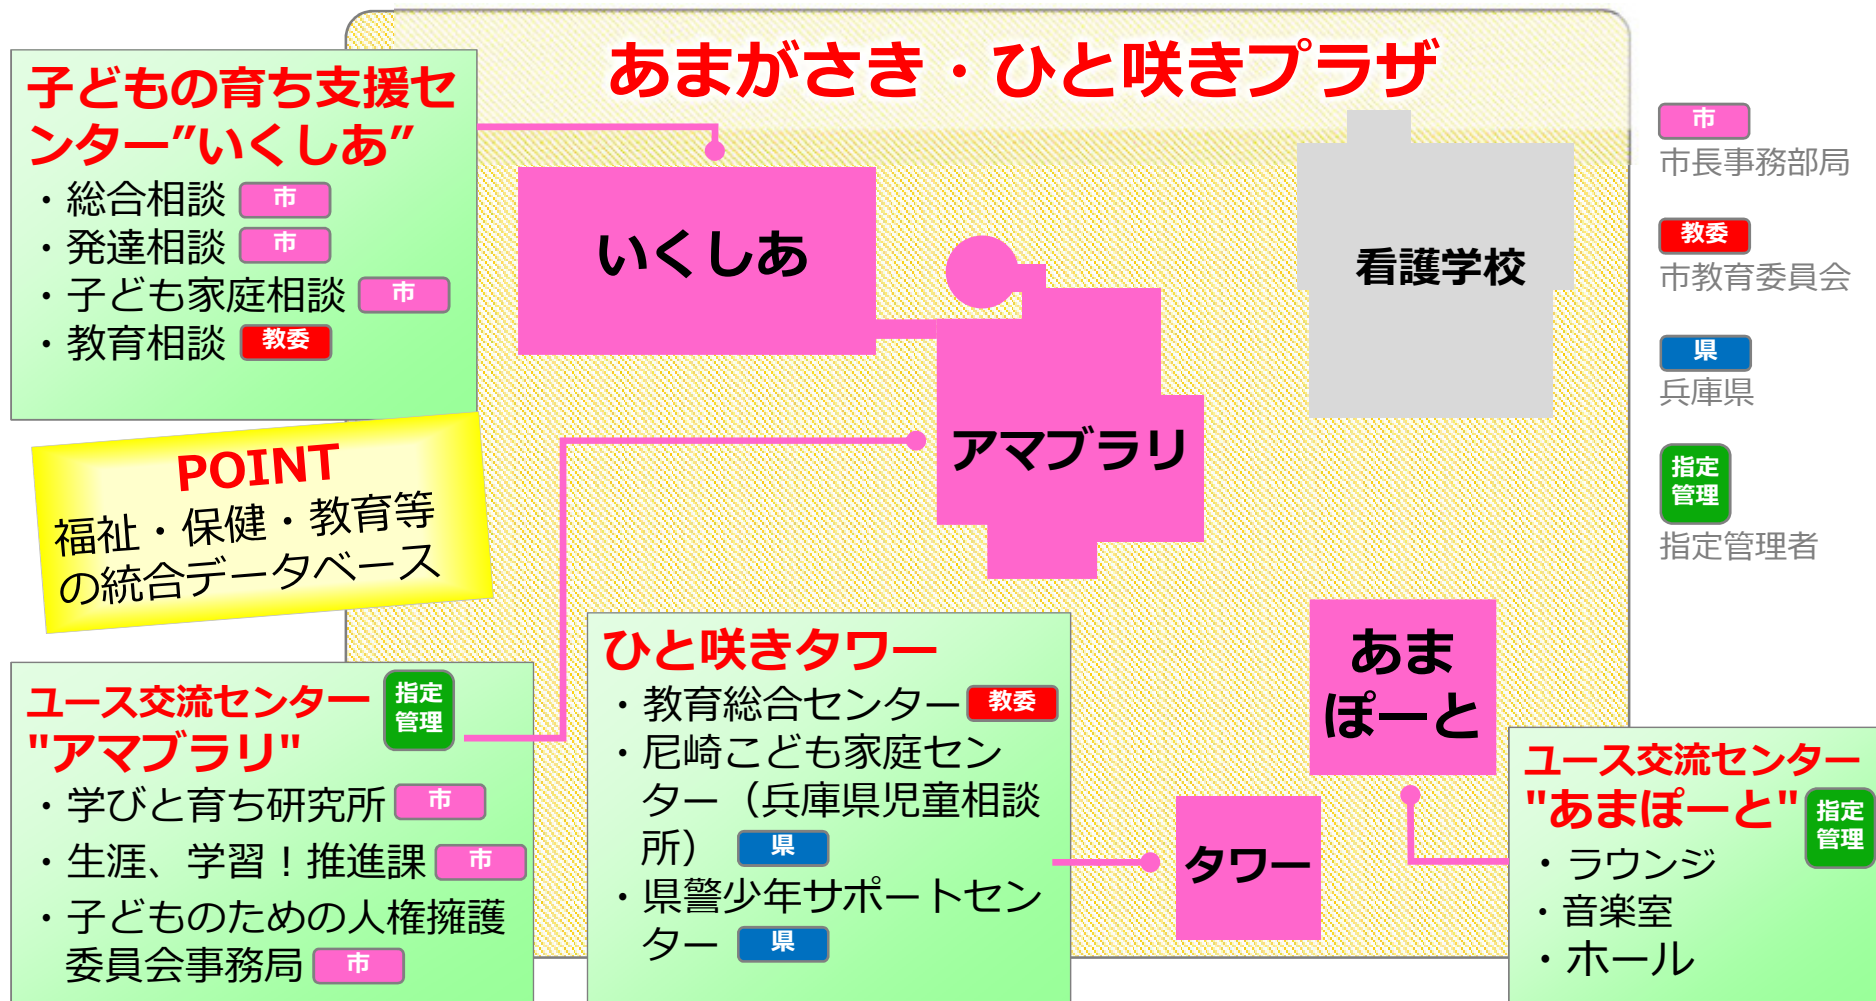 あまがさき・ひと咲きプラザ
子どもの育ち支援セ
ンター”いくしあ”
・総合相談 市
・発達相談 市
・子ども家庭相談 市
・教育相談 教委
POINT
福祉・保健・教育等
の統合データベース
いくしあ
アマブラリ
看護学校
あま
ぽーと
タワー
市
市長事務部局
教委
市教育委員会
県
兵庫県
指定
管理
指定管理者
ユース交流センター
"アマブラリ"
指定
管理
・学びと育ち研究所 市
・生涯、学習！推進課 市
・子どものための人権擁護
委員会事務局 市
ひと咲きタワー
・教育総合センター 教委
・尼崎こども家庭セン
ター（兵庫県児童相談
所） 県
・県警少年サポートセン
ター 県
ユース交流センター
"あまぽーと"
指定
管理
・ラウンジ
・音楽室
・ホール